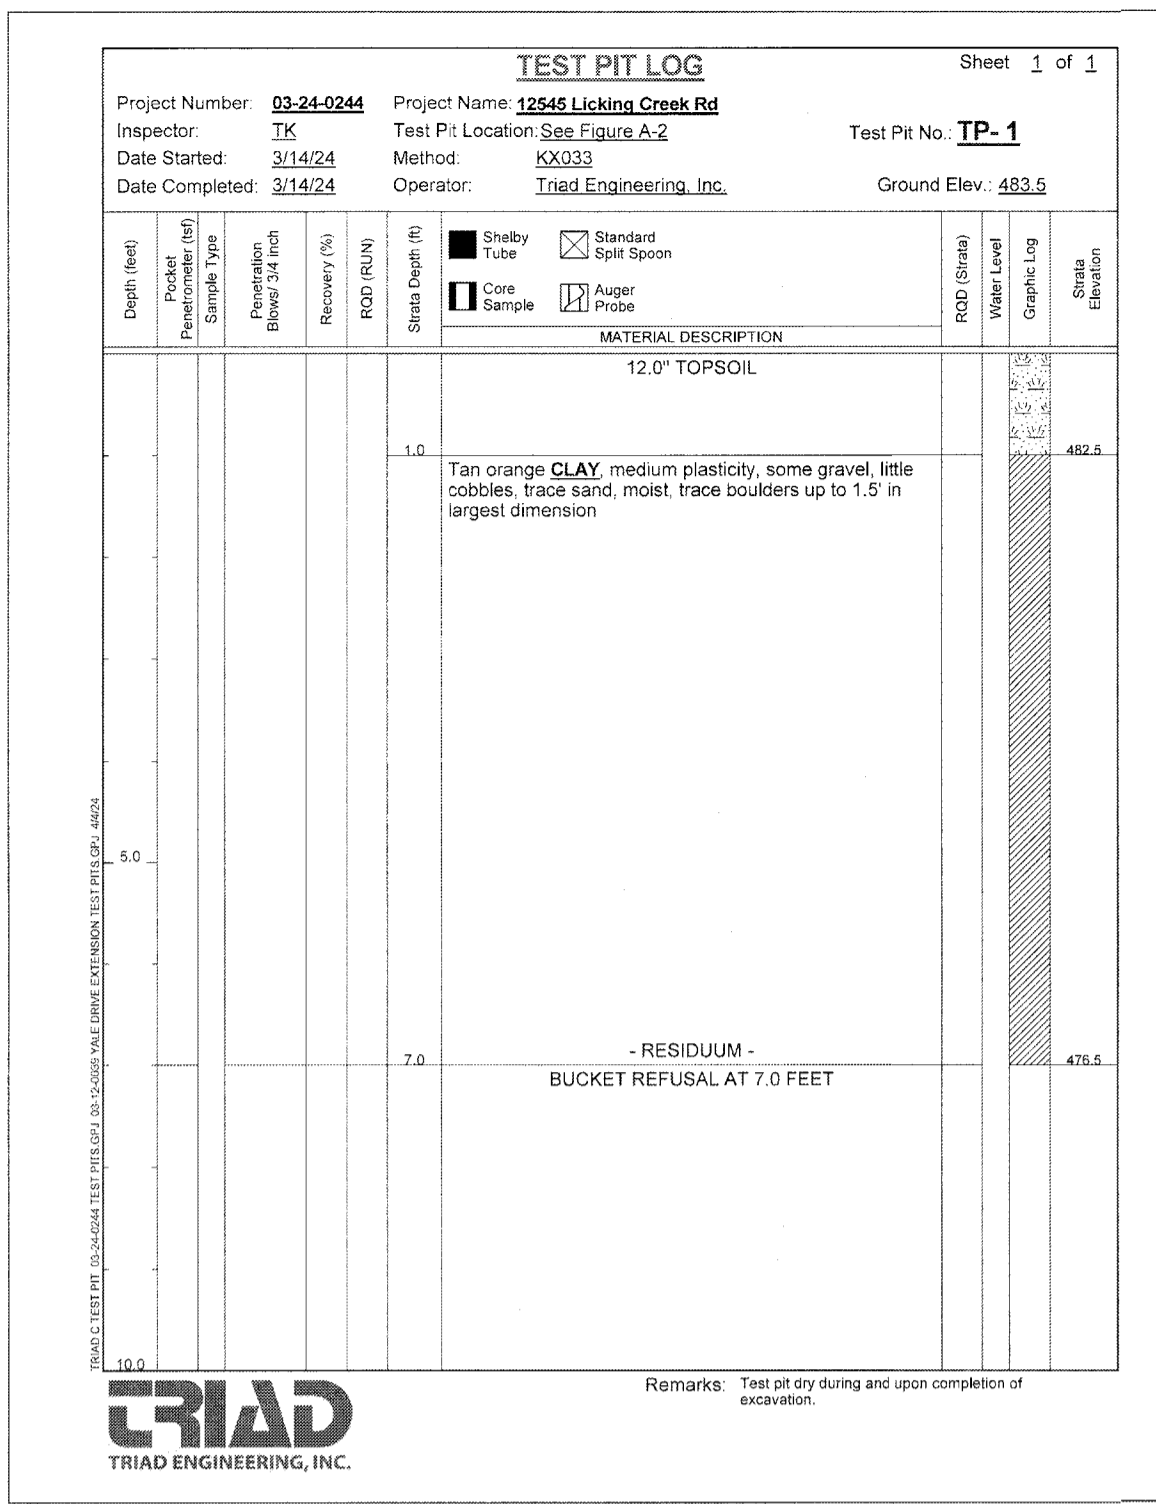 TEST PIT LOG
Sheet 1 of 1
Project Number: 03-24-0244
Project Name: 12545 Licking Creek Rd
Inspector: TK
Test Pit Location: See Figure A-2
Test Pit No.: TP- 1
Date Started: 3/14/24
Method: KX033
Date Completed: 3/14/24
Operator: Triad Engineering, Inc.
Ground Elev.: 483.5
Depth (feet)
Pocket
Penetrometer (tsf)
Sample Type
Penetration
Blows/ 3/4 inch
Recovery (%)
RQD (RUN)
Strata Depth (ft)
Shelby
Tube
Standard
Split Spoon
Core
Sample
Auger
Probe
MATERIAL DESCRIPTION
RQD (Strata)
Water Level
Graphic Log
Strata
Elevation
12.0" TOPSOIL
1.0
482.5
Tan orange CLAY, medium plasticity, some gravel, little
cobbles, trace sand, moist, trace boulders up to 1.5' in
largest dimension
5.0
- RESIDUUM -
7.0
476.5
BUCKET REFUSAL AT 7.0 FEET
10.0
TRIAD C TEST PIT 03-24-0244 TEST PITS.GPJ 03-12-0039 YALE DRIVE EXTENSION TEST PITS.GPJ 4/4/24
Remarks: Test pit dry during and upon completion of
excavation.
TRIAD
TRIAD ENGINEERING, INC.